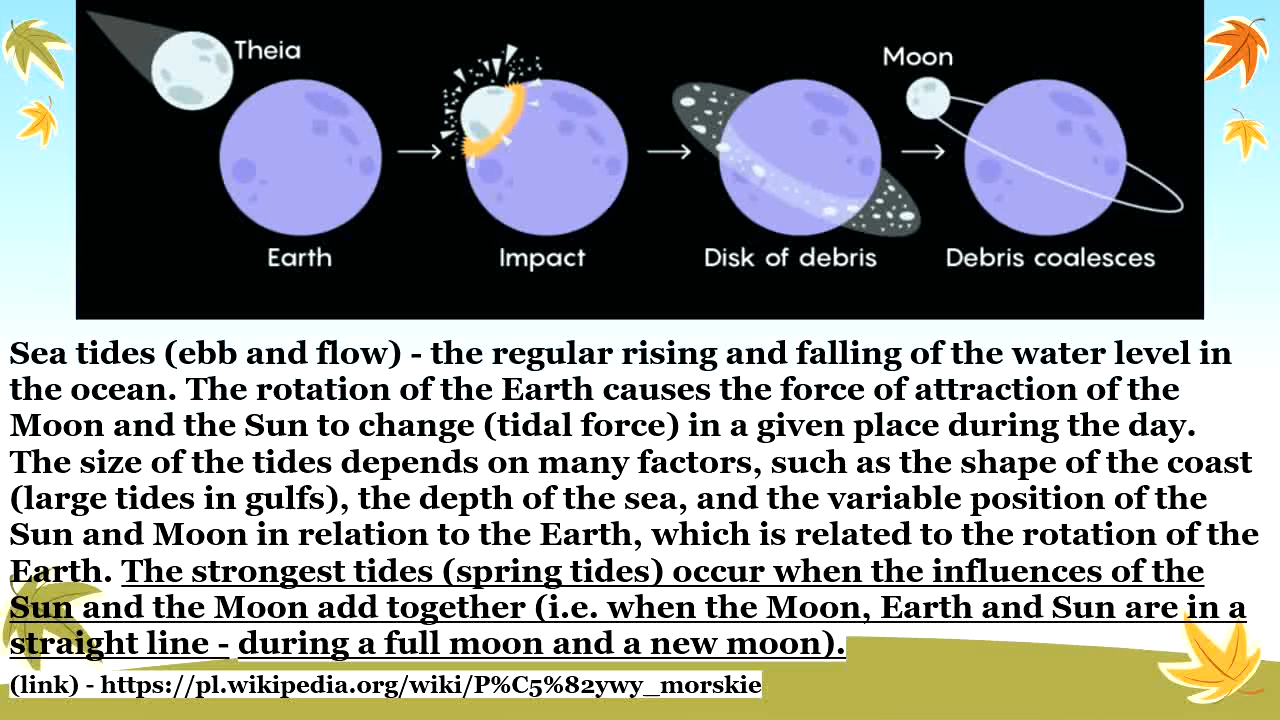 Theia
Moon
Earth
Impact
Disk of debris
Debris coalesces
Sea tides (ebb and flow) - the regular rising and falling of the water level in
the ocean. The rotation of the Earth causes the force of attraction of the
Moon and the Sun to change (tidal force) in a given place during the day.
The size of the tides depends on many factors, such as the shape of the coast
(large tides in gulfs), the depth of the sea, and the variable position of the
Sun and Moon in relation to the Earth, which is related to the rotation of the
Earth. The strongest tides (spring tides) occur when the influences of the
Sun and the Moon add together (i.e. when the Moon, Earth and Sun are in a
straight line - during a full moon and a new moon).
(link) - https://pl.wikipedia.org/wiki/P%C5%82ywy_morskie